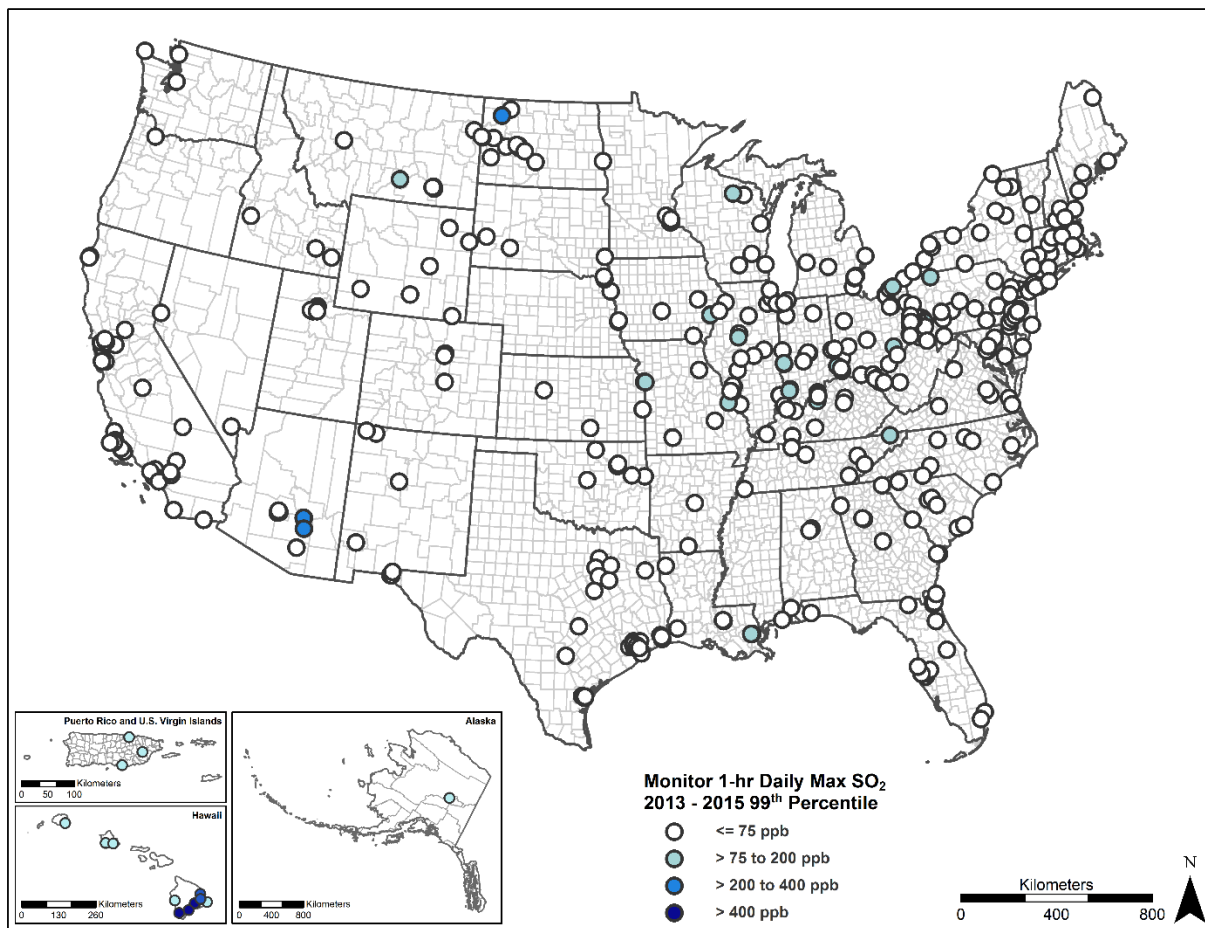 Puerto Rico and U.S. Virgin Islands
Kilometers
0 50 100
Hawaii
Kilometers
0 130 260
Alaska
Kilometers
0 400 800
Monitor 1-hr Daily Max SO₂
2013 - 2015 99ᵗʰ Percentile
<= 75 ppb
> 75 to 200 ppb
> 200 to 400 ppb
> 400 ppb
N
Kilometers
0 400 800